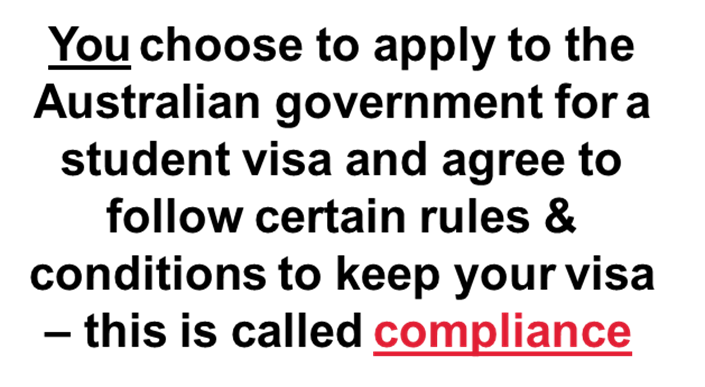 You choose to apply to the
Australian government for a
student visa and agree to
follow certain rules &
conditions to keep your visa
– this is called compliance